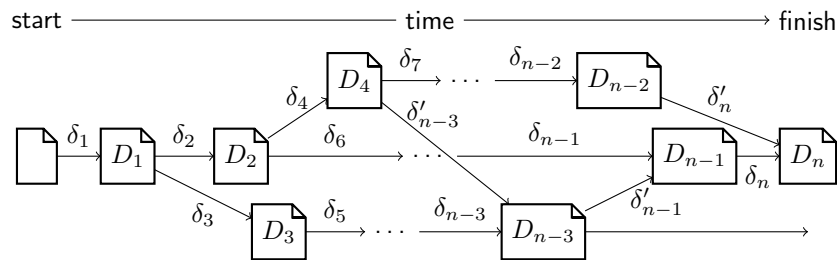 start time finish
δ₇ δₙ₋₂
D₄ · · · Dₙ₋₂
δ₄ δ′ₙ₋₃ δ′ₙ
δ₁ δ₂ δ₆ δₙ₋₁
D₁ D₂ · · · Dₙ₋₁ Dₙ
δₙ
δ₃ δ₅ δₙ₋₃ δ′ₙ₋₁
D₃ · · · Dₙ₋₃